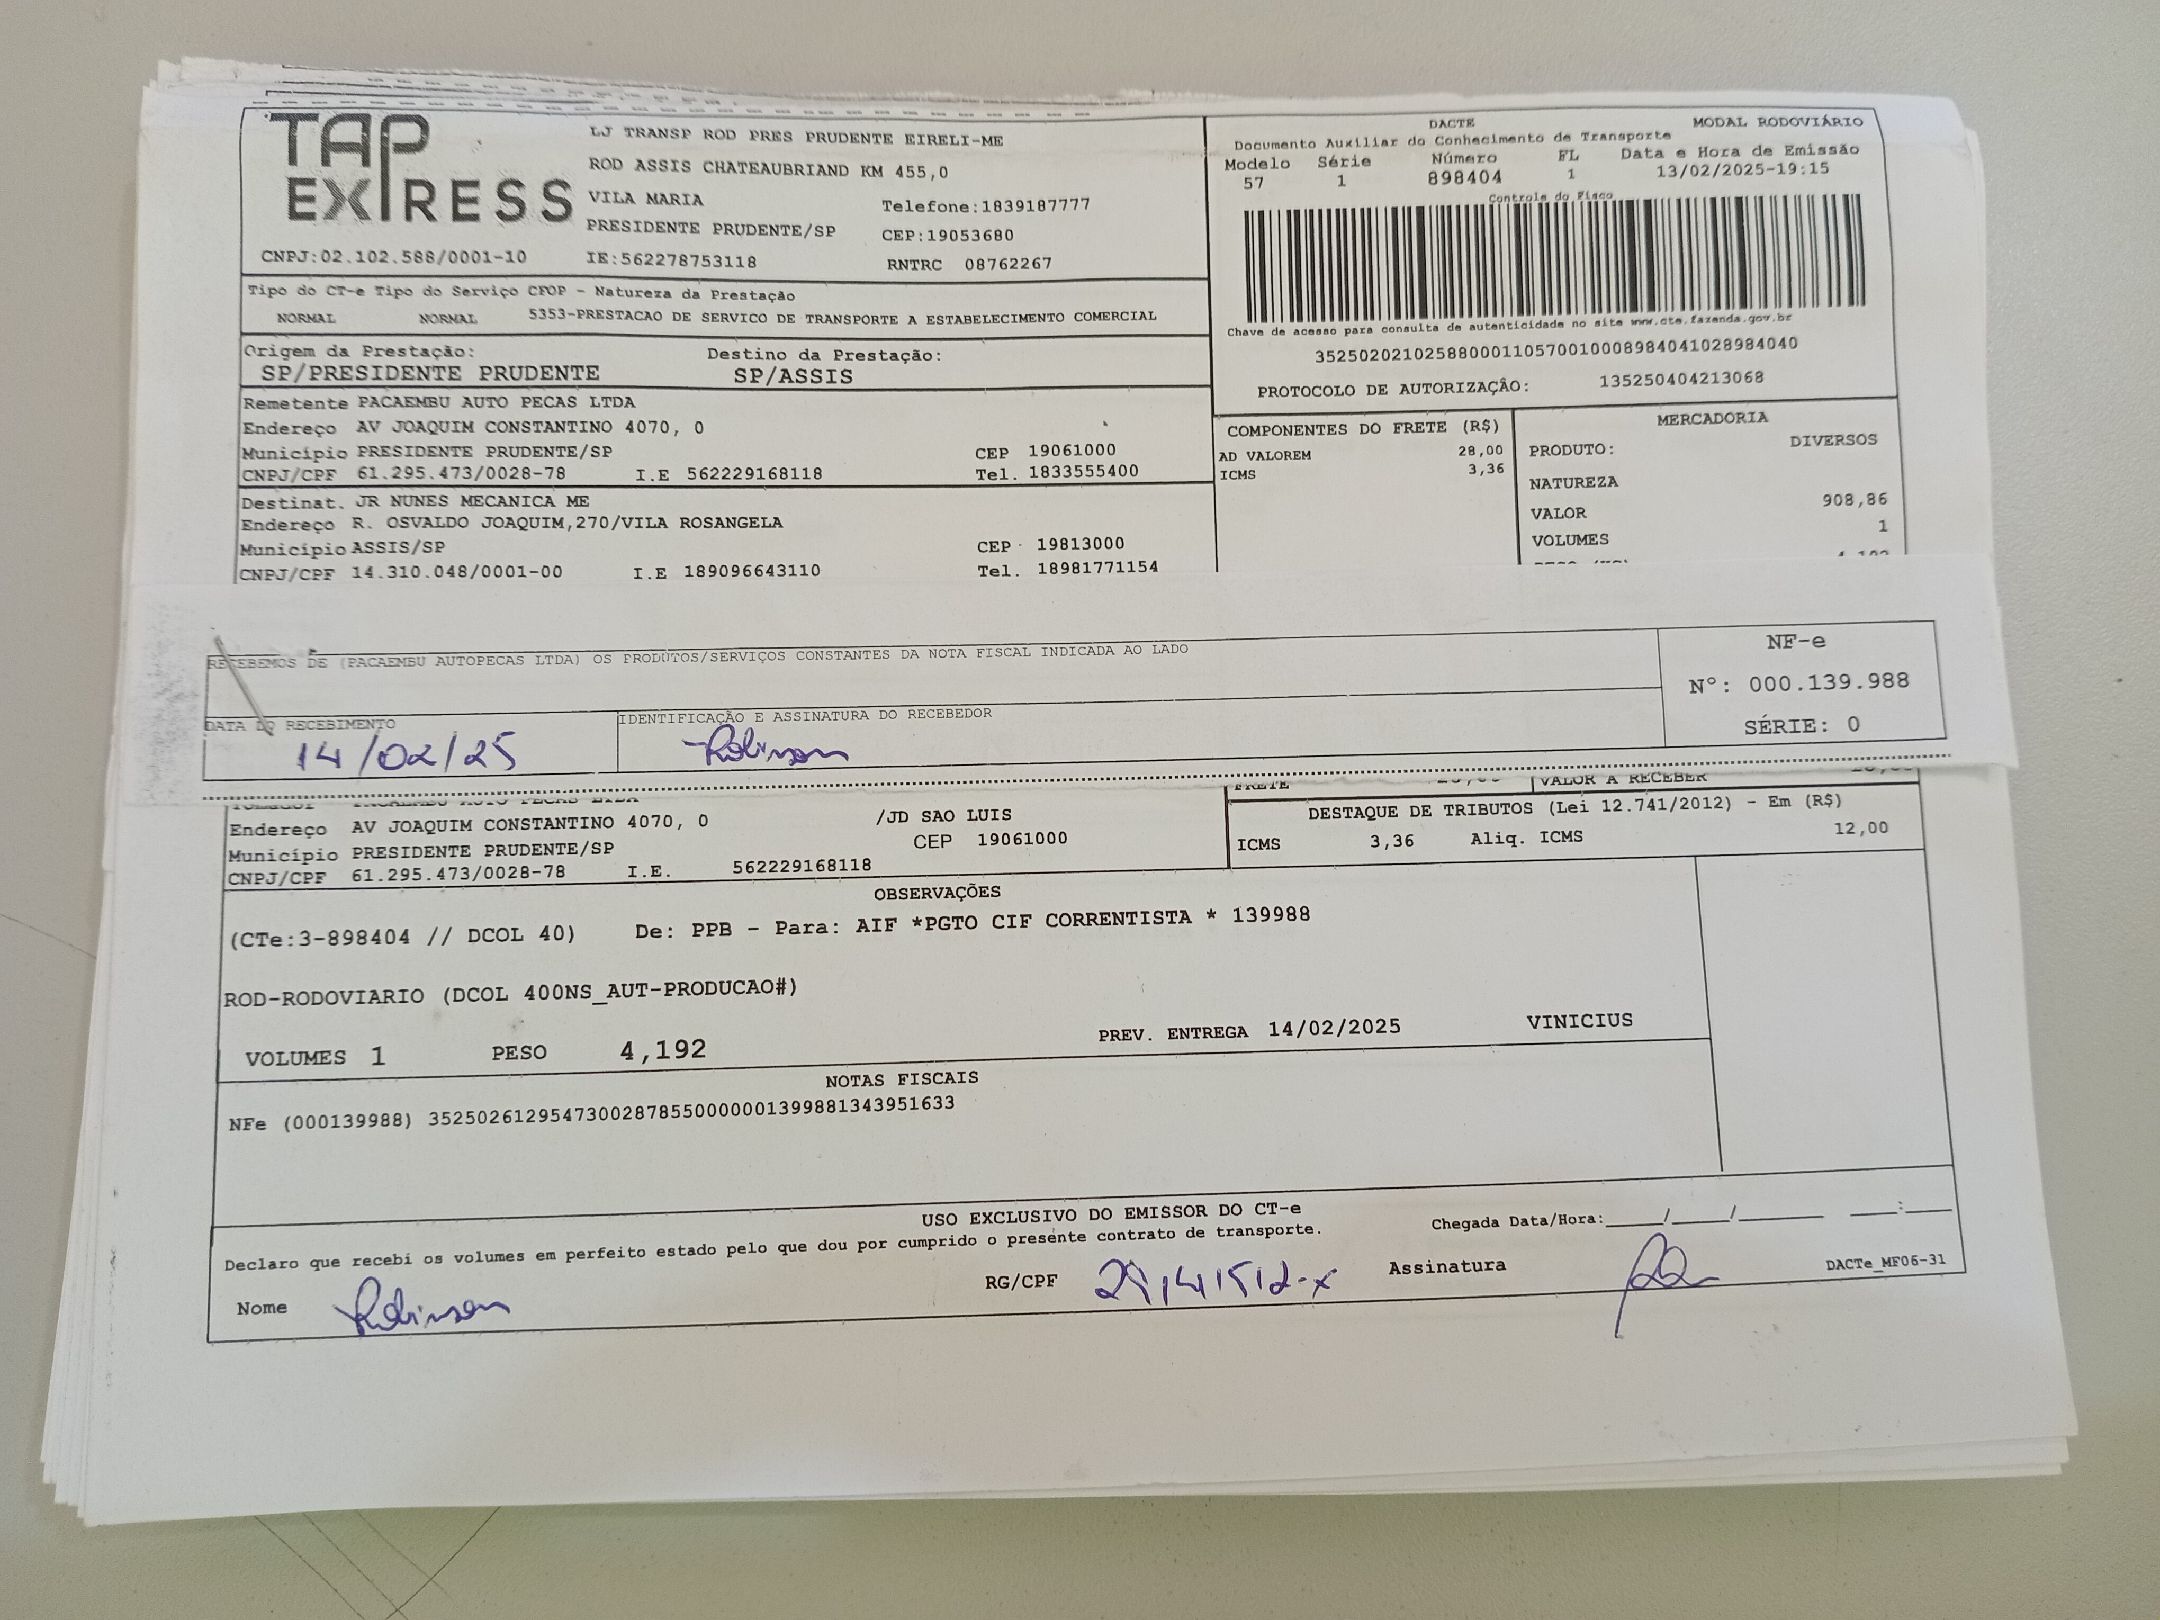 TAP EXPRESS
CNPJ:02.102.588/0001-10
LJ TRANSP ROD PRES PRUDENTE EIRELI-ME
ROD ASSIS CHATEAUBRIAND KM 455,0
VILA MARIA Telefone:1839187777
PRESIDENTE PRUDENTE/SP CEP:19053680
IE:562278753118 RNTRC 08762267
DACTE MODAL RODOVIÁRIO
Documento Auxiliar do Conhecimento de Transporte
Modelo Série Número FL Data e Hora de Emissão
57 1 898404 1 13/02/2025-19:15
Controle do Fisco
Chave de acesso para consulta de autenticidade no site www.cte.fazenda.gov.br
35250202102588000110570010008984041028984040
PROTOCOLO DE AUTORIZAÇÃO: 135250404213068
Tipo do CT-e Tipo do Serviço CFOP - Natureza da Prestação
NORMAL NORMAL 5353-PRESTACAO DE SERVICO DE TRANSPORTE A ESTABELECIMENTO COMERCIAL
Origem da Prestação: Destino da Prestação:
SP/PRESIDENTE PRUDENTE SP/ASSIS
Remetente PACAEMBU AUTO PECAS LTDA
Endereço AV JOAQUIM CONSTANTINO 4070, 0
Município PRESIDENTE PRUDENTE/SP CEP 19061000
CNPJ/CPF 61.295.473/0028-78 I.E 562229168118 Tel. 1833555400
Destinat. JR NUNES MECANICA ME
Endereço R. OSVALDO JOAQUIM,270/VILA ROSANGELA
Município ASSIS/SP CEP 19813000
CNPJ/CPF 14.310.048/0001-00 I.E 189096643110 Tel. 18981771154
COMPONENTES DO FRETE (R$)
AD VALOREM 28,00
ICMS 3,36
MERCADORIA
PRODUTO: DIVERSOS
NATUREZA
VALOR 908,86
VOLUMES 1
RECEBEMOS DE (PACAEMBU AUTOPECAS LTDA) OS PRODUTOS/SERVIÇOS CONSTANTES DA NOTA FISCAL INDICADA AO LADO
DATA DO RECEBIMENTO IDENTIFICAÇÃO E ASSINATURA DO RECEBEDOR
14/02/25 Robinson
NF-e
N°: 000.139.988
SÉRIE: 0
FRETE VALOR A RECEBER
PACAEMBU AUTO PECAS LTDA
Endereço AV JOAQUIM CONSTANTINO 4070, 0 /JD SAO LUIS
Município PRESIDENTE PRUDENTE/SP CEP 19061000
CNPJ/CPF 61.295.473/0028-78 I.E. 562229168118
DESTAQUE DE TRIBUTOS (Lei 12.741/2012) - Em (R$)
ICMS 3,36 Aliq. ICMS 12,00
OBSERVAÇÕES
(CTe:3-898404 // DCOL 40) De: PPB - Para: AIF *PGTO CIF CORRENTISTA * 139988
ROD-RODOVIARIO (DCOL 400NS_AUT-PRODUCAO#)
VOLUMES 1 PESO 4,192 PREV. ENTREGA 14/02/2025 VINICIUS
NOTAS FISCAIS
NFe (000139988) 35250261295473002878550000001399881343951633
USO EXCLUSIVO DO EMISSOR DO CT-e
Declaro que recebi os volumes em perfeito estado pelo que dou por cumprido o presente contrato de transporte. Chegada Data/Hora:____/____/______ ___:___
Nome Robinson RG/CPF Assinatura DACTe_MF06-31